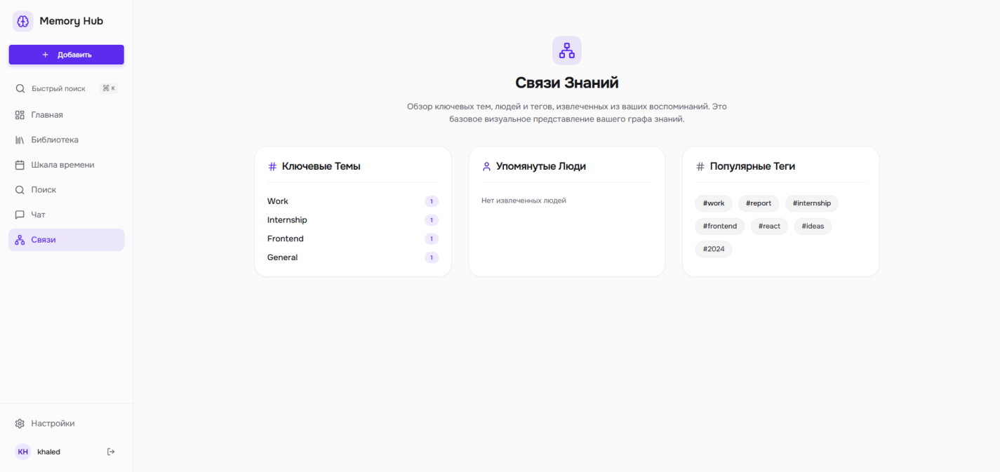 Memory Hub
+ Добавить
Быстрый поиск ⌘ K
Главная
Библиотека
Шкала времени
Поиск
Чат
Связи
Настройки
KH khaled
Связи Знаний
Обзор ключевых тем, людей и тегов, извлеченных из ваших воспоминаний. Это
базовое визуальное представление вашего графа знаний.
# Ключевые Темы
Work 1
Internship 1
Frontend 1
General 1
Упомянутые Люди
Нет извлеченных людей
# Популярные Теги
#work #report #internship
#frontend #react #ideas
#2024